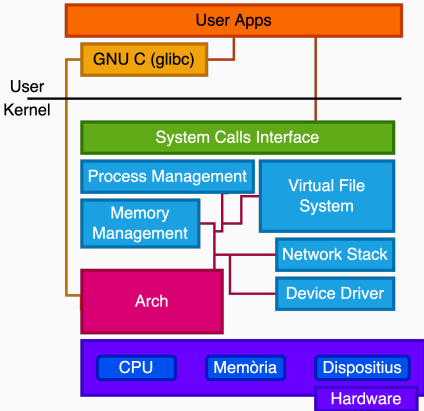 User Apps
GNU C (glibc)
User
Kernel
System Calls Interface
Process Management
Virtual File
System
Memory
Management
Network Stack
Device Driver
Arch
CPU
Memòria
Dispositius
Hardware